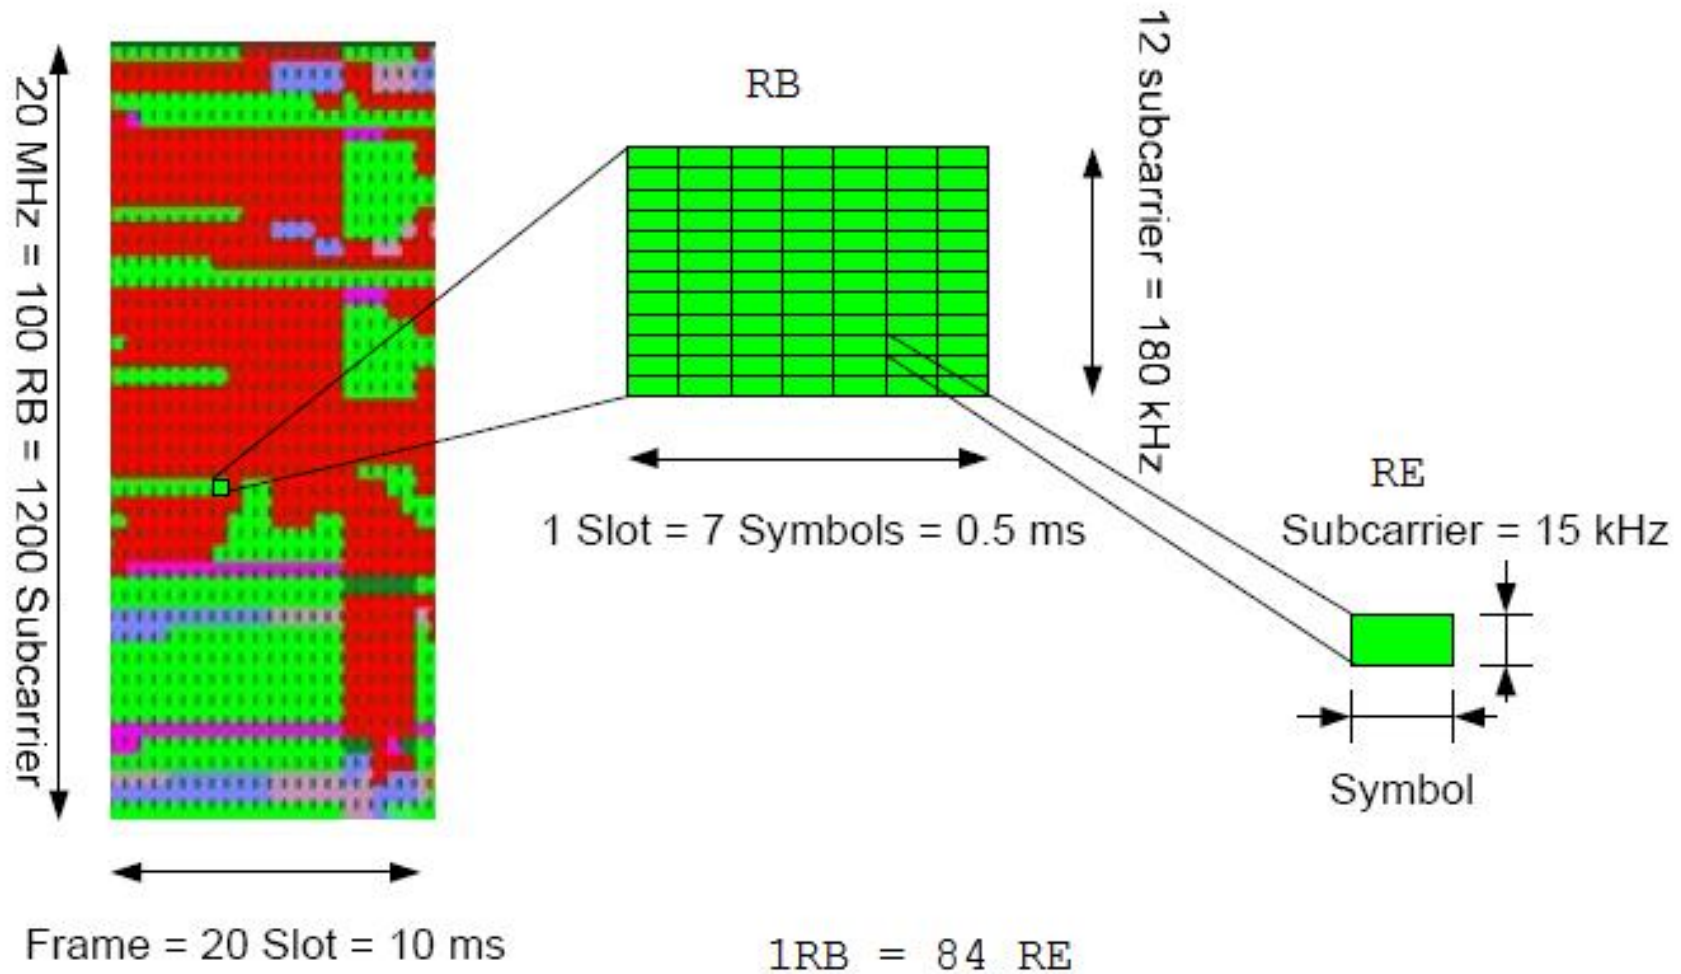 20 MHz = 100 RB = 1200 Subcarrier
RB
12 subcarrier = 180 kHz
1 Slot = 7 Symbols = 0.5 ms
RE
Subcarrier = 15 kHz
Symbol
Frame = 20 Slot = 10 ms
1RB = 84 RE